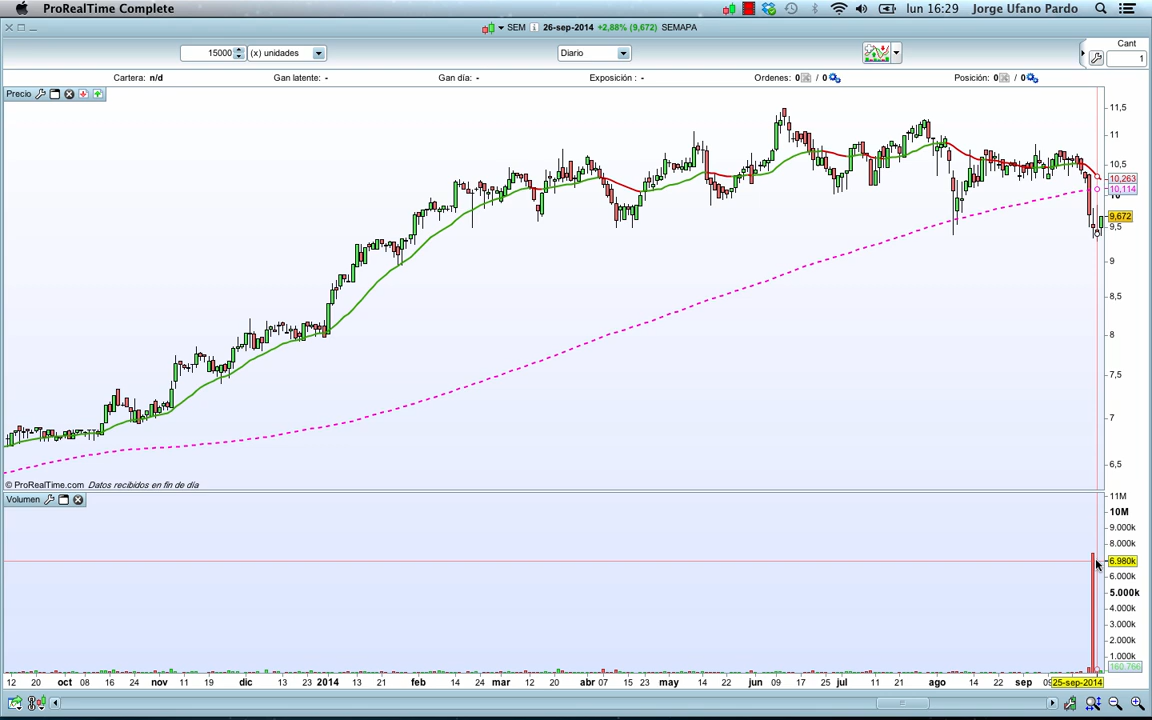 ProRealTime Complete lun 16:29 Jorge Ufano Pardo
SEM 26-sep-2014 +2,88% (9,672) SEMAPA
15000 (x) unidades Diario Cant
1
Cartera: n/d Gan latente: - Gan día: - Exposición : - Ordenes: 0 / 0 Posición: 0 / 0
Precio
11,5
11
10,5
10,263
10,114
10
9,672
9,5
9
8,5
8
7,5
7
6,5
© ProRealTime.com Datos recibidos en fin de día
Volumen
11M
10M
9.000k
8.000k
6.980k
6.000k
5.000k
4.000k
3.000k
2.000k
1.000k
160.766
12 20 oct 08 16 24 nov 11 19 dic 13 23 2014 13 23 feb 14 24 mar 12 20 abr 07 15 23 may 14 22 jun 09 17 25 jul 11 21 ago 14 22 sep 09 25-sep-2014